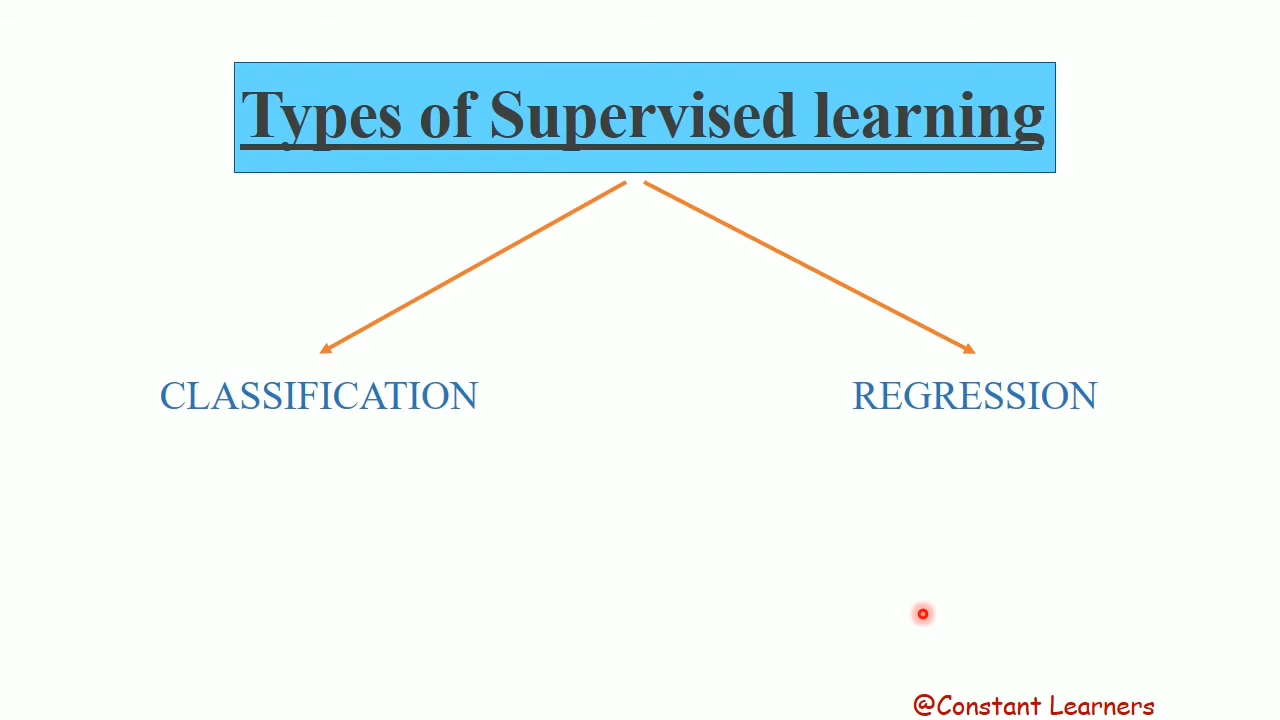 Types of Supervised learning
CLASSIFICATION
REGRESSION
@Constant Learners